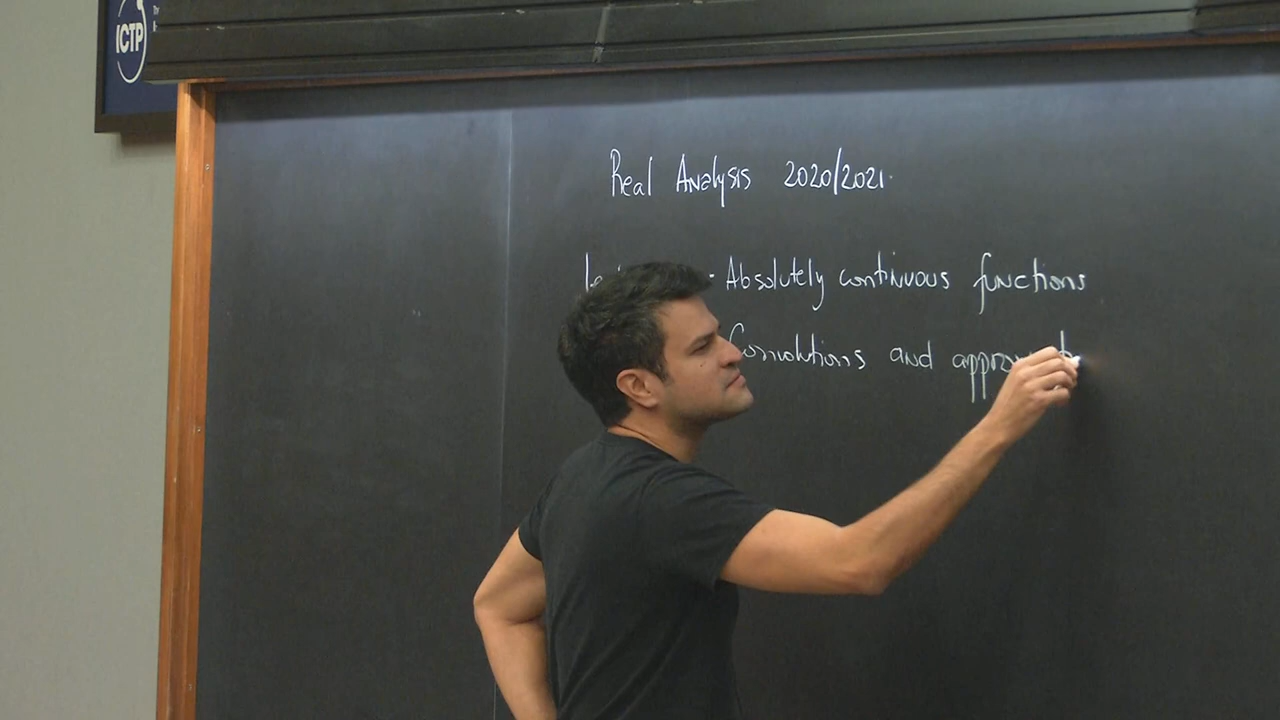 ICTP
Real Analysis 2020/2021.
- Absolutely continuous functions
Convolutions and